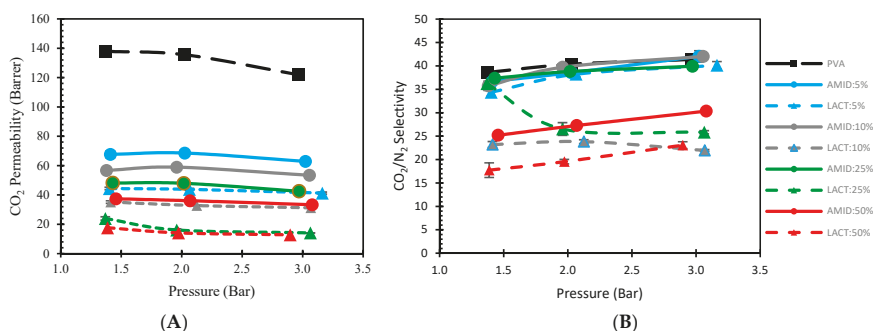 160
140
120
100
80
60
40
20
0
1.0 1.5 2.0 2.5 3.0 3.5
CO2 Permeability (Barrer)
Pressure (Bar)
(A)
50
45
40
35
30
25
20
15
10
5
0
1.0 1.5 2.0 2.5 3.0 3.5
CO2/N2 Selectivity
Pressure (Bar)
(B)
PVA
AMID:5%
LACT:5%
AMID:10%
LACT:10%
AMID:25%
LACT:25%
AMID:50%
LACT:50%